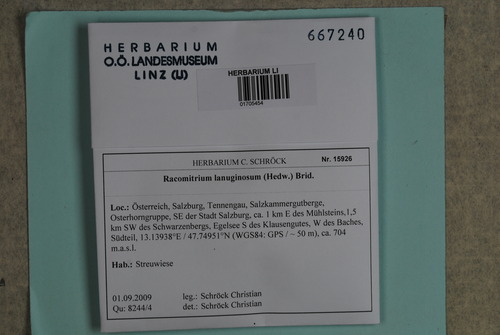 HERBARIUM
O.Ö. LANDESMUSEUM
LINZ (LI)
667240
HERBARIUM LI
01705454
HERBARIUM C. SCHRÖCK Nr. 15926
Racomitrium lanuginosum (Hedw.) Brid.
Loc.: Österreich, Salzburg, Tennengau, Salzkammergutberge,
Osterhorngruppe, SE der Stadt Salzburg, ca. 1 km E des Mühlsteins,1,5
km SW des Schwarzenbergs, Egelsee S des Klausengutes, W des Baches,
Südteil, 13.13938°E / 47.74951°N (WGS84: GPS / ~ 50 m), ca. 704
m.a.s.l.
Hab.: Streuwiese
01.09.2009 leg.: Schröck Christian
Qu: 8244/4 det.: Schröck Christian